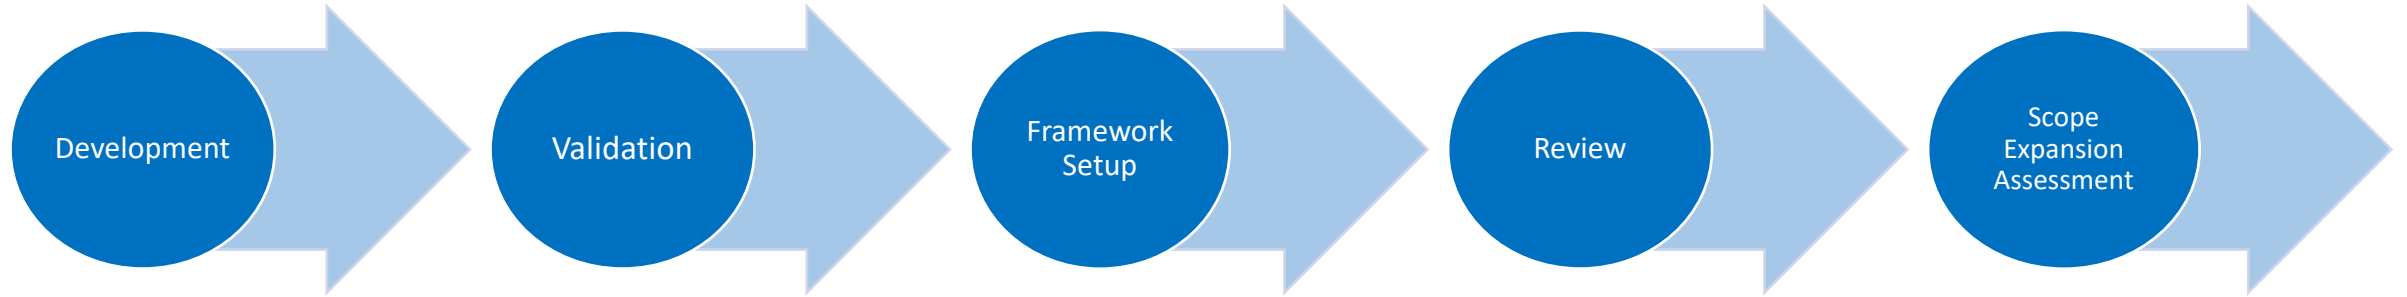 Development
Validation
Framework
Setup
Review
Scope
Expansion
Assessment